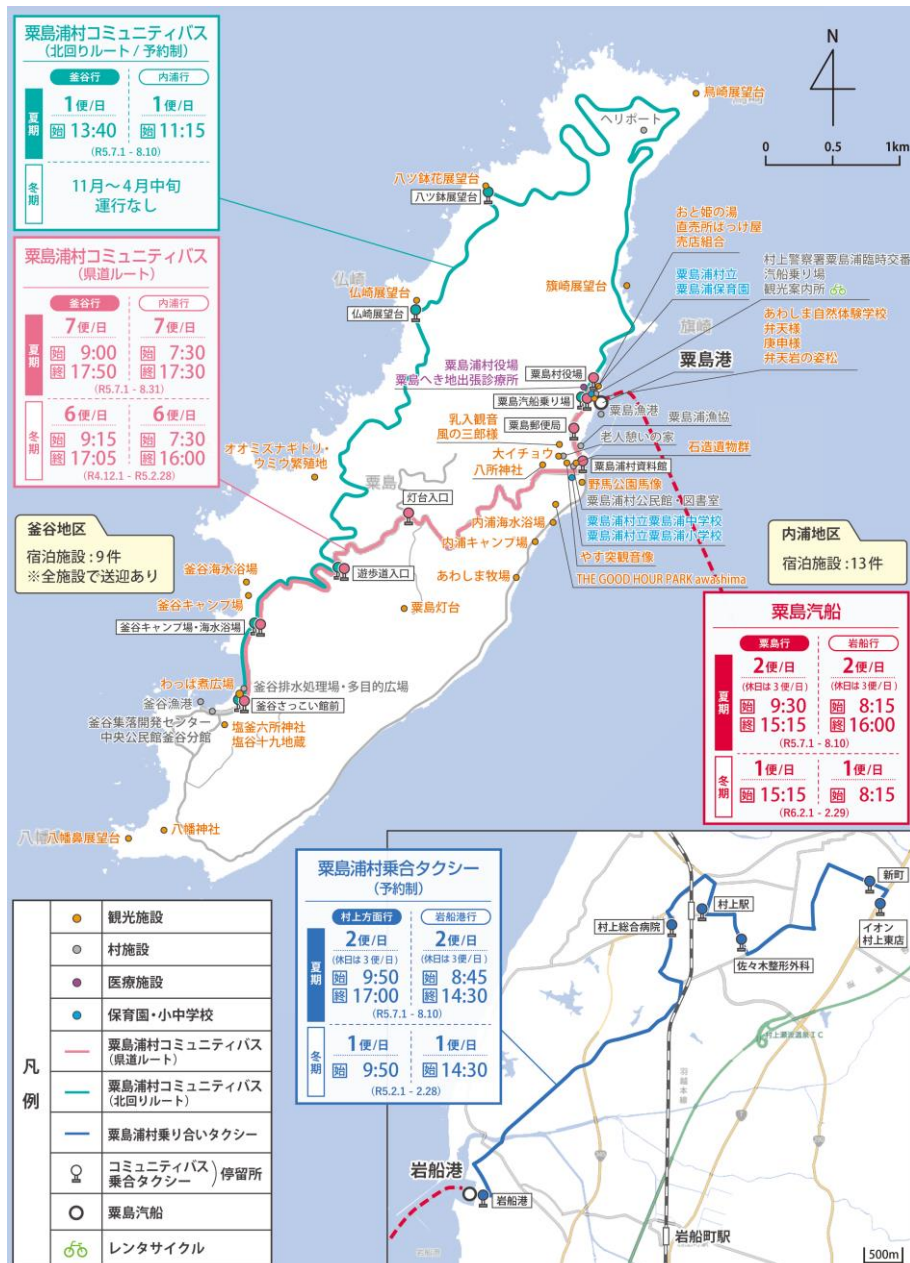 粟島浦村コミュニティバス
(北回りルート / 予約制)
釜谷行
内浦行
夏期
1便/日
1便/日
始 13:40
始 11:15
(R5.7.1 - 8.10)
冬期
11月～4月中旬
運行なし
粟島浦村コミュニティバス
(県道ルート)
釜谷行
内浦行
夏期
7便/日
7便/日
始 9:00
始 7:30
終 17:50
終 17:30
(R5.7.1 - 8.31)
冬期
6便/日
6便/日
始 9:15
始 7:30
終 17:05
終 16:00
(R4.12.1 - R5.2.28)
N
0 0.5 1km
鳥崎展望台
ヘリポート
八ツ鉢花展望台
八ツ鉢展望台
仏崎
仏崎展望台
仏崎展望台
旗崎展望台
旗崎
おと姫の湯
直売所ばっけ屋
売店組合
粟島浦村立
粟島浦保育園
村上警察署粟島浦臨時交番
汽船乗り場
観光案内所
あわしま自然体験学校
弁天様
庚申様
弁天岩の姿松
粟島港
粟島浦村役場
粟島へき地出張診療所
粟島村役場
粟島汽船乗り場
粟島漁港
粟島郵便局
粟島浦漁協
老人憩いの家
乳入観音
風の三郎様
大イチョウ
八所神社
石造遺物群
粟島浦村資料館
野馬公園馬像
粟島浦村公民館・図書室
粟島浦村立粟島浦中学校
粟島浦村立粟島浦小学校
やす突観音像
THE GOOD HOUR PARK awashima
オオミズナギドリ・
ウミウ繁殖地
粟島
灯台入口
内浦海水浴場
内浦キャンプ場
あわしま牧場
遊歩道入口
粟島灯台
釜谷地区
宿泊施設:9件
※全施設で送迎あり
内浦地区
宿泊施設:13件
釜谷海水浴場
釜谷キャンプ場
釜谷キャンプ場・海水浴場
わっぱ煮広場
釜谷排水処理場・多目的広場
釜谷漁港
釜谷さっこい館前
釜谷集落開発センター
中央公民館釜谷分館
塩釜六所神社
塩谷十九地蔵
八幡神社
八幡鼻展望台
粟島汽船
粟島行
岩船行
夏期
2便/日
2便/日
(休日は3便/日)
(休日は3便/日)
始 9:30
始 8:15
終 15:15
終 16:00
(R5.7.1 - 8.10)
冬期
1便/日
1便/日
始 15:15
始 8:15
(R6.2.1 - 2.29)
粟島浦村乗合タクシー
(予約制)
村上方面行
岩船港行
夏期
2便/日
2便/日
(休日は3便/日)
(休日は3便/日)
始 9:50
始 8:45
終 17:00
終 14:30
(R5.7.1 - 8.10)
冬期
1便/日
1便/日
始 9:50
始 14:30
(R5.2.1 - 2.28)
新町
村上駅
イオン
村上東店
村上総合病院
佐々木整形外科
羽越本線
岩船港
岩船港
岩船町駅
500m
凡例
観光施設
村施設
医療施設
保育園・小中学校
粟島浦村コミュニティバス
(県道ルート)
粟島浦村コミュニティバス
(北回りルート)
粟島浦村乗り合いタクシー
コミュニティバス
乗合タクシー
停留所
粟島汽船
レンタサイクル